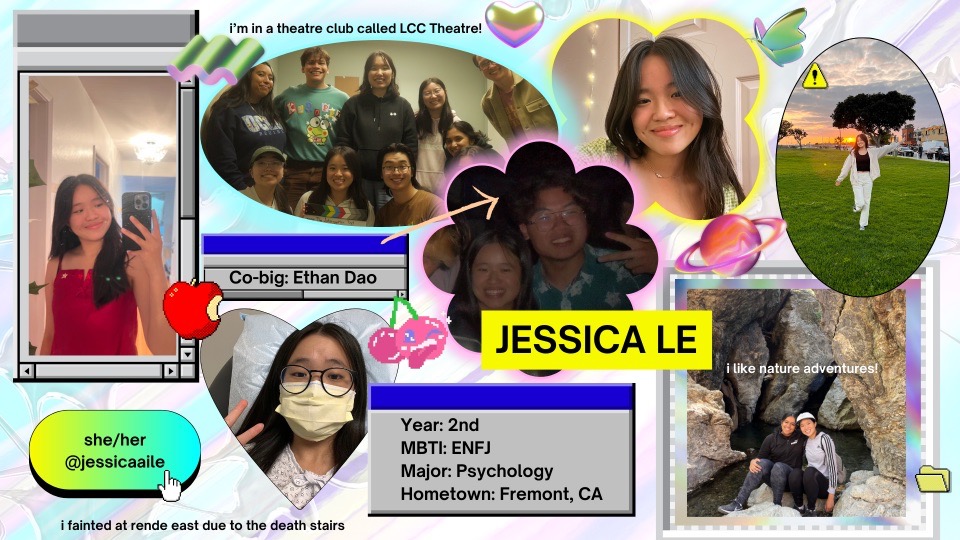 i'm in a theatre club called LCC Theatre!
Co-big: Ethan Dao
JESSICA LE
i like nature adventures!
Year: 2nd
MBTI: ENFJ
Major: Psychology
Hometown: Fremont, CA
she/her
@jessicaaile
i fainted at rende east due to the death stairs